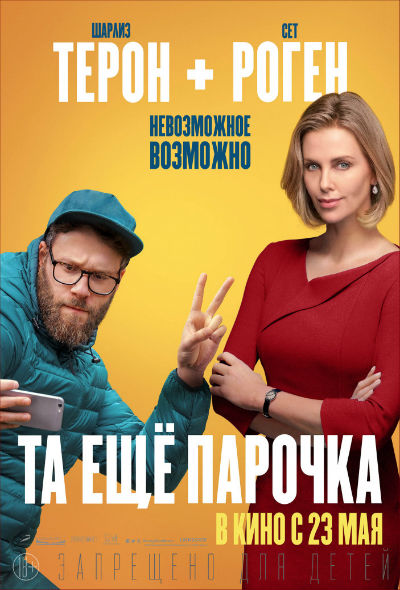 ШАРЛИЗ СЕТ
ТЕРОН + РОГЕН
НЕВОЗМОЖНОЕ
ВОЗМОЖНО
ТА ЕЩЁ ПАРОЧКА
В КИНО С 23 МАЯ
18+ ЗАПРЕЩЕНО ДЛЯ ДЕТЕЙ